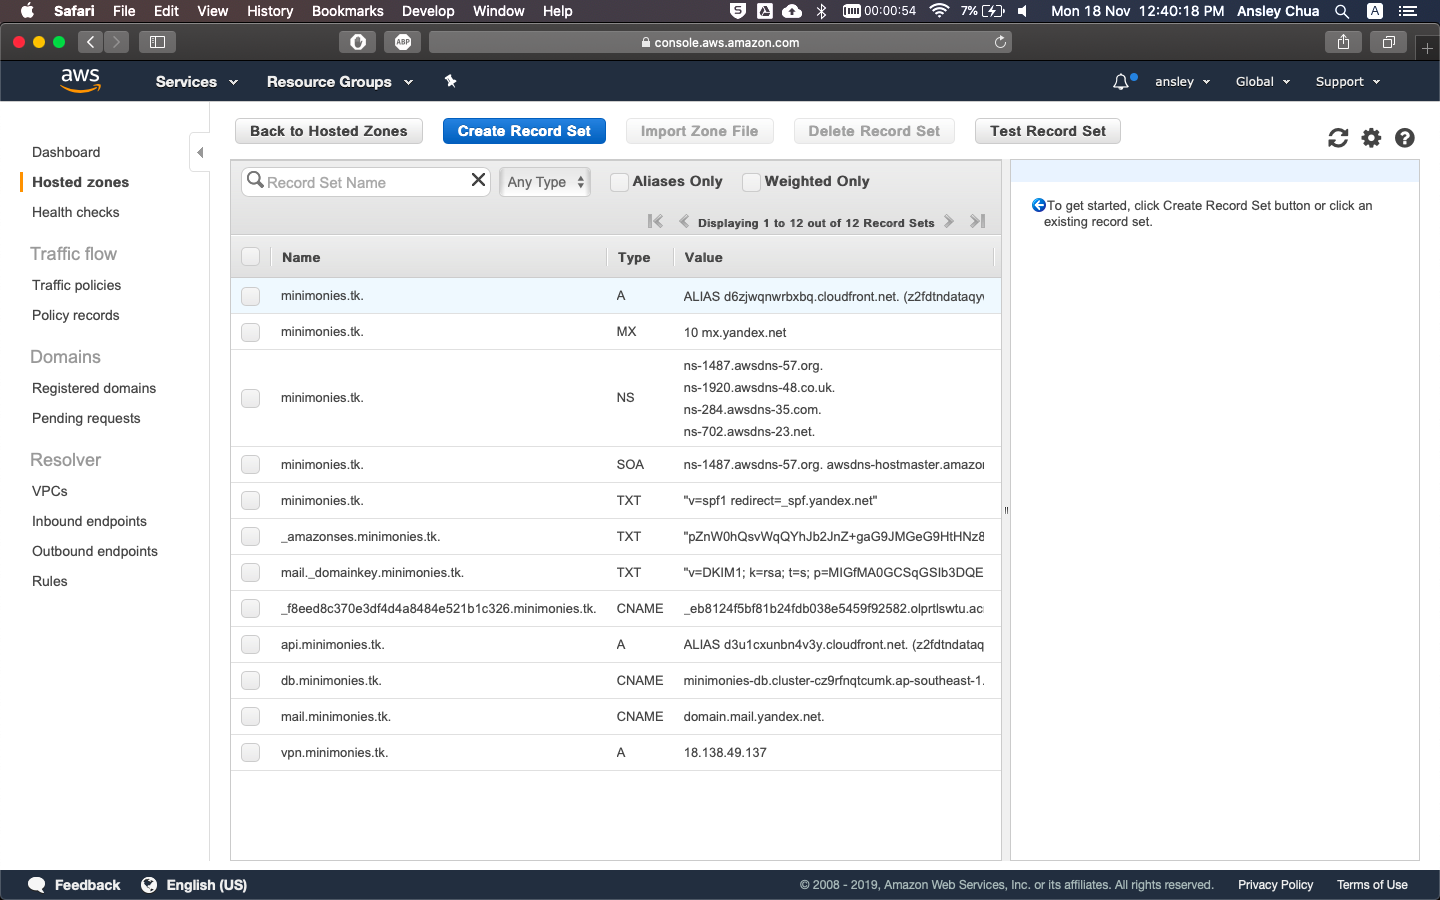 Safari File Edit View History Bookmarks Develop Window Help 00:00:54 7% Mon 18 Nov 12:40:18 PM Ansley Chua A
ABP console.aws.amazon.com
aws Services Resource Groups ansley Global Support
Back to Hosted Zones Create Record Set Import Zone File Delete Record Set Test Record Set
Dashboard
Hosted zones
Health checks
Traffic flow
Traffic policies
Policy records
Domains
Registered domains
Pending requests
Resolver
VPCs
Inbound endpoints
Outbound endpoints
Rules
Record Set Name Any Type Aliases Only Weighted Only
Displaying 1 to 12 out of 12 Record Sets
Name Type Value
minimonies.tk. A ALIAS d6zjwqnwrbxbq.cloudfront.net. (z2fdtndataqyw
minimonies.tk. MX 10 mx.yandex.net
minimonies.tk. NS ns-1487.awsdns-57.org.
ns-1920.awsdns-48.co.uk.
ns-284.awsdns-35.com.
ns-702.awsdns-23.net.
minimonies.tk. SOA ns-1487.awsdns-57.org. awsdns-hostmaster.amazon
minimonies.tk. TXT "v=spf1 redirect=_spf.yandex.net"
_amazonses.minimonies.tk. TXT "pZnW0hQsvWqQYhJb2JnZ+gaG9JMGeG9HtHNz8
mail._domainkey.minimonies.tk. TXT "v=DKIM1; k=rsa; t=s; p=MIGfMA0GCSqGSIb3DQE
_f8eed8c370e3df4d4a8484e521b1c326.minimonies.tk. CNAME _eb8124f5bf81b24fdb038e5459f92582.olprtlswtu.ac
api.minimonies.tk. A ALIAS d3u1cxunbn4v3y.cloudfront.net. (z2fdtndataq
db.minimonies.tk. CNAME minimonies-db.cluster-cz9rfnqtcumk.ap-southeast-1.
mail.minimonies.tk. CNAME domain.mail.yandex.net.
vpn.minimonies.tk. A 18.138.49.137
To get started, click Create Record Set button or click an
existing record set.
Feedback English (US) © 2008 - 2019, Amazon Web Services, Inc. or its affiliates. All rights reserved. Privacy Policy Terms of Use